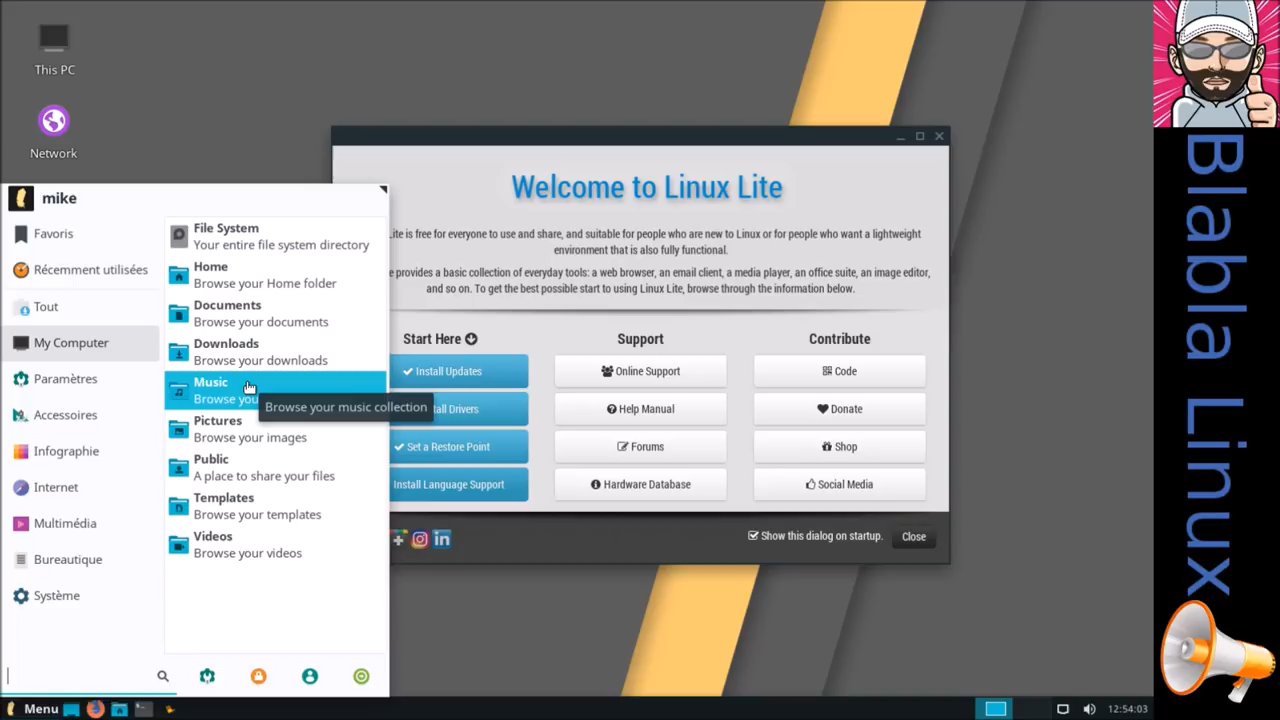 This PC
Network
mike
Favoris
Récemment utilisées
Tout
My Computer
Paramètres
Accessoires
Infographie
Internet
Multimédia
Bureautique
Système
File System
Your entire file system directory
Home
Browse your Home folder
Documents
Browse your documents
Downloads
Browse your downloads
Music
Browse you
Browse your music collection
Pictures
Browse your images
Public
A place to share your files
Templates
Browse your templates
Videos
Browse your videos
Welcome to Linux Lite
ite is free for everyone to use and share, and suitable for people who are new to Linux or for people who want a lightweight
environment that is also fully functional.
e provides a basic collection of everyday tools: a web browser, an email client, a media player, an office suite, an image editor,
and so on. To get the best possible start to using Linux Lite, browse through the information below.
Start Here
Install Updates
tall Drivers
Set a Restore Point
Install Language Support
Support
Online Support
Help Manual
Forums
Hardware Database
Contribute
Code
Donate
Shop
Social Media
Show this dialog on startup.
Close
Menu
12:54:03
Blabla Linux